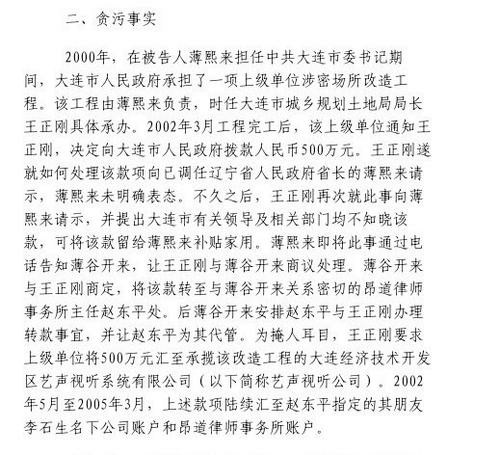 二、贪污事实
2000年，在被告人薄熙来担任中共大连市委书记期
间，大连市人民政府承担了一项上级单位涉密场所改造工
程。该工程由薄熙来负责，时任大连市城乡规划土地局局长
王正刚具体承办。2002年3月工程完工后，该上级单位通知王
正刚，决定向大连市人民政府拨款人民币500万元。王正刚遂
就如何处理该款项向已调任辽宁省人民政府省长的薄熙来请
示，薄熙来未明确表态。不久之后，王正刚再次就此事向薄
熙来请示，并提出大连市有关领导及相关部门均不知晓该
款，可将该款留给薄熙来补贴家用。薄熙来即将此事通过电
话告知薄谷开来，让王正刚与薄谷开来商议处理。薄谷开来
与王正刚商定，将该款转至与薄谷开来关系密切的昂道律师
事务所主任赵东平处。后薄谷开来安排赵东平与王正刚办理
转款事宜，并让赵东平为其代管。为掩人耳目，王正刚要求
上级单位将500万元汇至承揽该改造工程的大连经济技术开发
区艺声视听系统有限公司（以下简称艺声视听公司）。2002
年5月至2005年3月，上述款项陆续汇至赵东平指定的其朋友
李石生名下公司账户和昂道律师事务所账户。